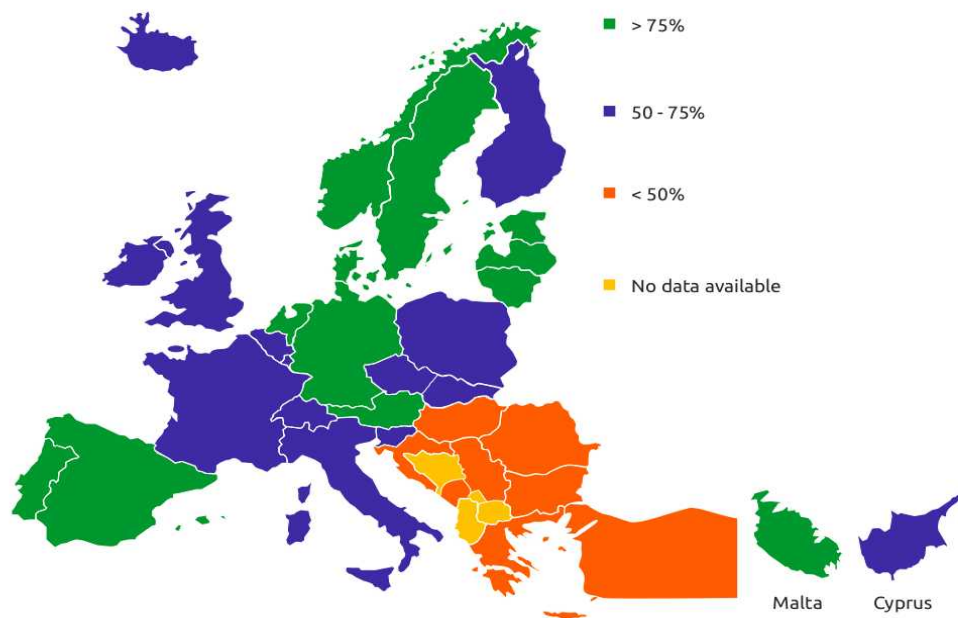 > 75%
50 - 75%
< 50%
No data available
Malta
Cyprus